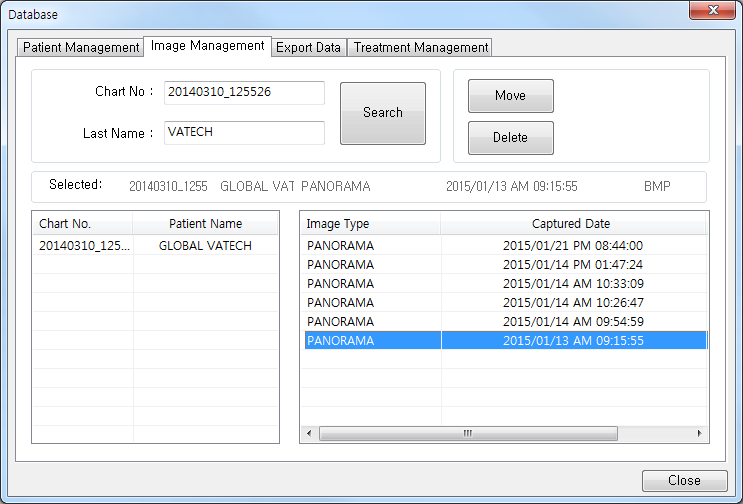 Database
Patient Management Image Management Export Data Treatment Management
Chart No : 20140310_125526 Search Move
Last Name : VATECH Delete
Selected: 20140310_1255 GLOBAL VAT PANORAMA 2015/01/13 AM 09:15:55 BMP
Chart No. Patient Name Image Type Captured Date
20140310_125... GLOBAL VATECH PANORAMA 2015/01/21 PM 08:44:00
PANORAMA 2015/01/14 PM 01:47:24
PANORAMA 2015/01/14 AM 10:33:09
PANORAMA 2015/01/14 AM 10:26:47
PANORAMA 2015/01/14 AM 09:54:59
PANORAMA 2015/01/13 AM 09:15:55
Close